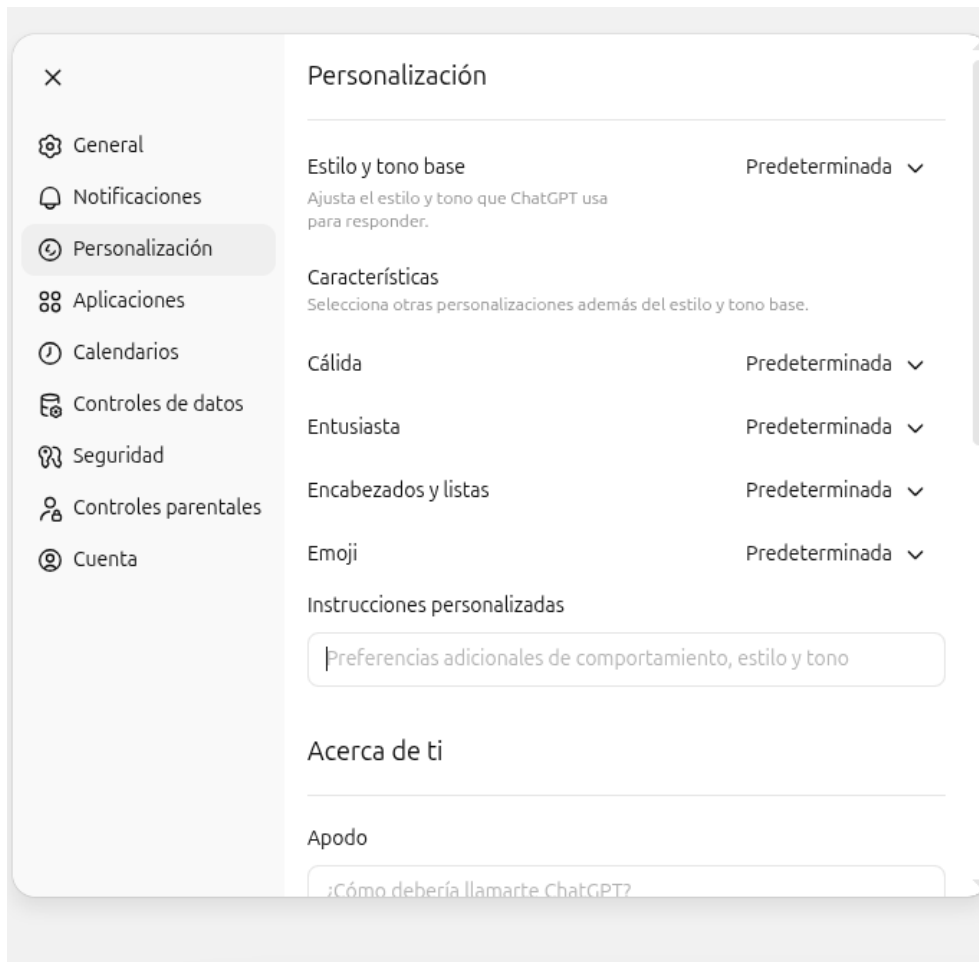 Personalización
General
Notificaciones
Personalización
Aplicaciones
Calendarios
Controles de datos
Seguridad
Controles parentales
Cuenta
Estilo y tono base
Predeterminada
Ajusta el estilo y tono que ChatGPT usa
para responder.
Características
Selecciona otras personalizaciones además del estilo y tono base.
Cálida
Predeterminada
Entusiasta
Predeterminada
Encabezados y listas
Predeterminada
Emoji
Predeterminada
Instrucciones personalizadas
Preferencias adicionales de comportamiento, estilo y tono
Acerca de ti
Apodo
¿Cómo debería llamarte ChatGPT?